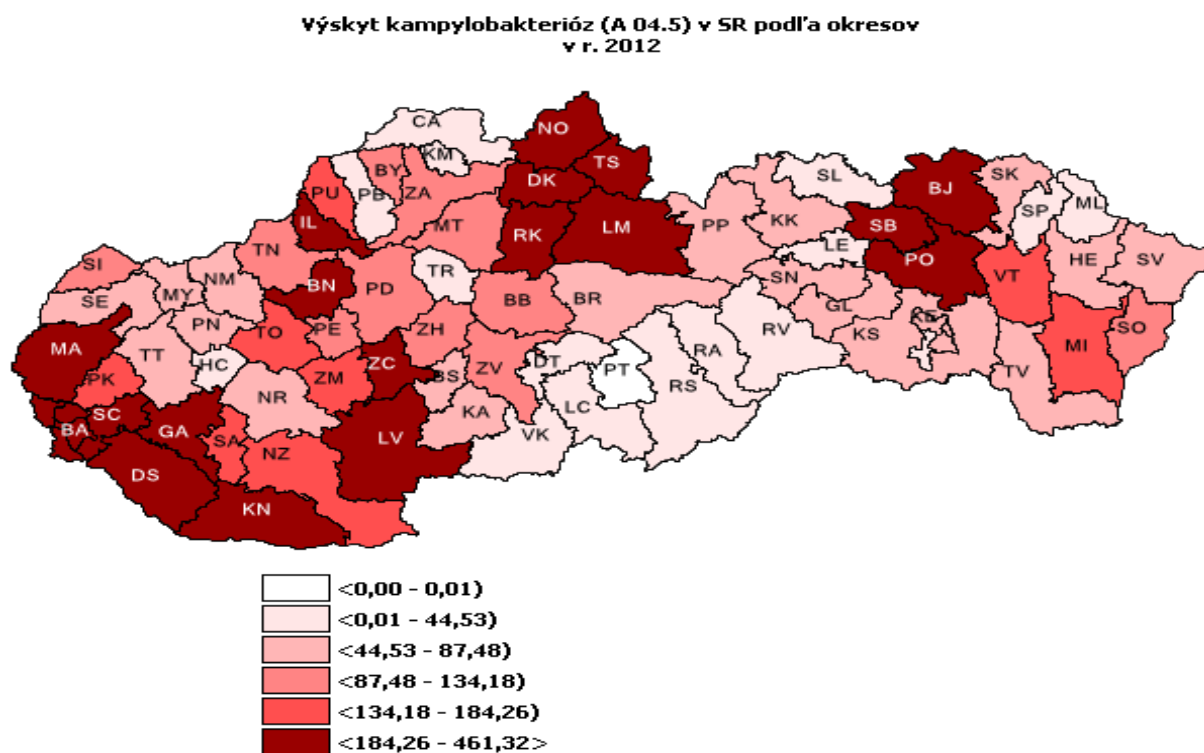 Výskyt kampylobakterióz (A 04.5) v SR podľa okresov
v r. 2012
CA
NO
KM
TS
BY
PU
PB
ZA
DK
SL
BJ
SK
SP
ML
IL
MT
RK
LM
PP
KK
SB
LE
PO
HE
SV
TN
SI
NM
BN
TR
PD
SN
VT
SE
MY
BB
BR
GL
PN
TO
PE
ZH
RV
KS
KE
SO
MA
TT
HC
ZC
ZV
DT
PT
RA
MI
PK
ZM
BS
TV
NR
RS
SC
KA
LC
BA
GA
SA
LV
VK
NZ
DS
KN
<0,00 - 0,01)
<0,01 - 44,53)
<44,53 - 87,48)
<87,48 - 134,18)
<134,18 - 184,26)
<184,26 - 461,32>